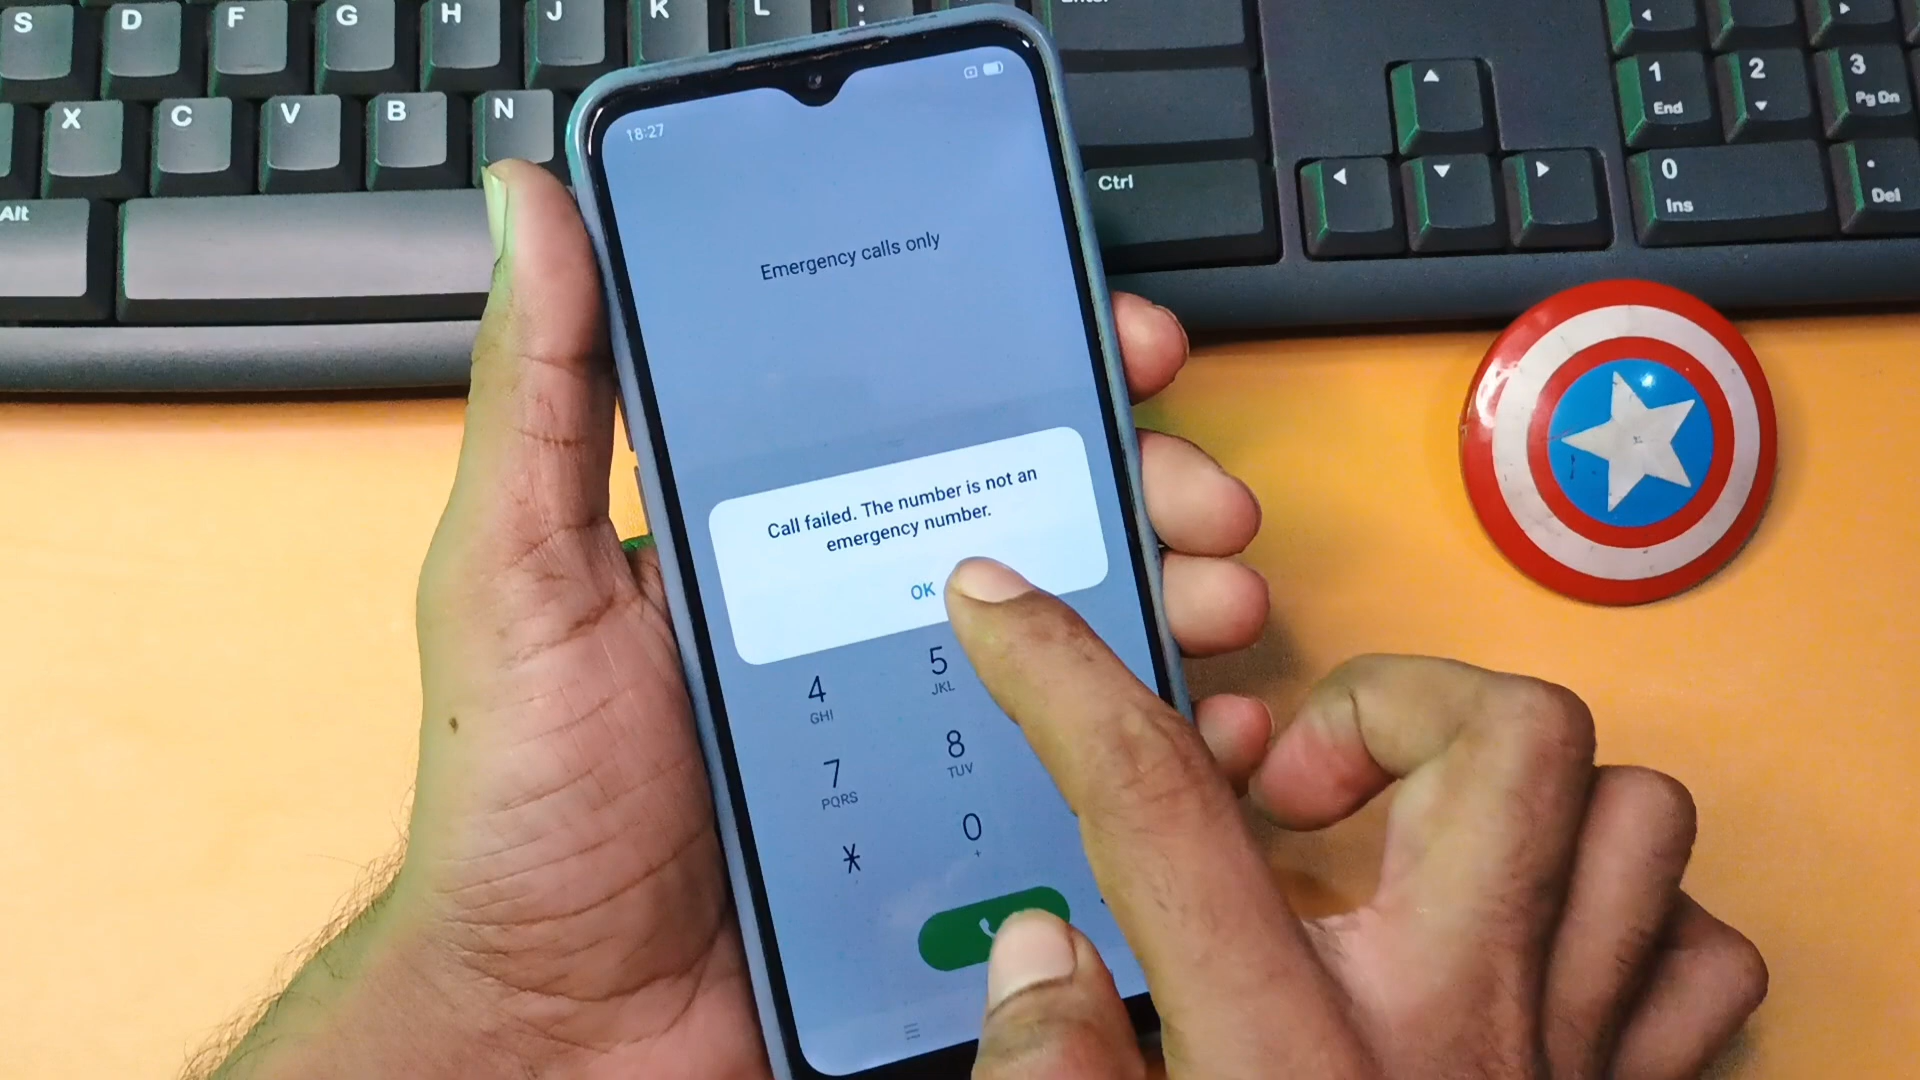 S D F G H J K L :
X C V B N
Alt
Ctrl
1 End 2 3 Pg Dn
0 Ins . Del
18:27
Emergency calls only
Call failed. The number is not an
emergency number.
OK
4 5
GHI JKL
7 8
PQRS TUV
* 0
+